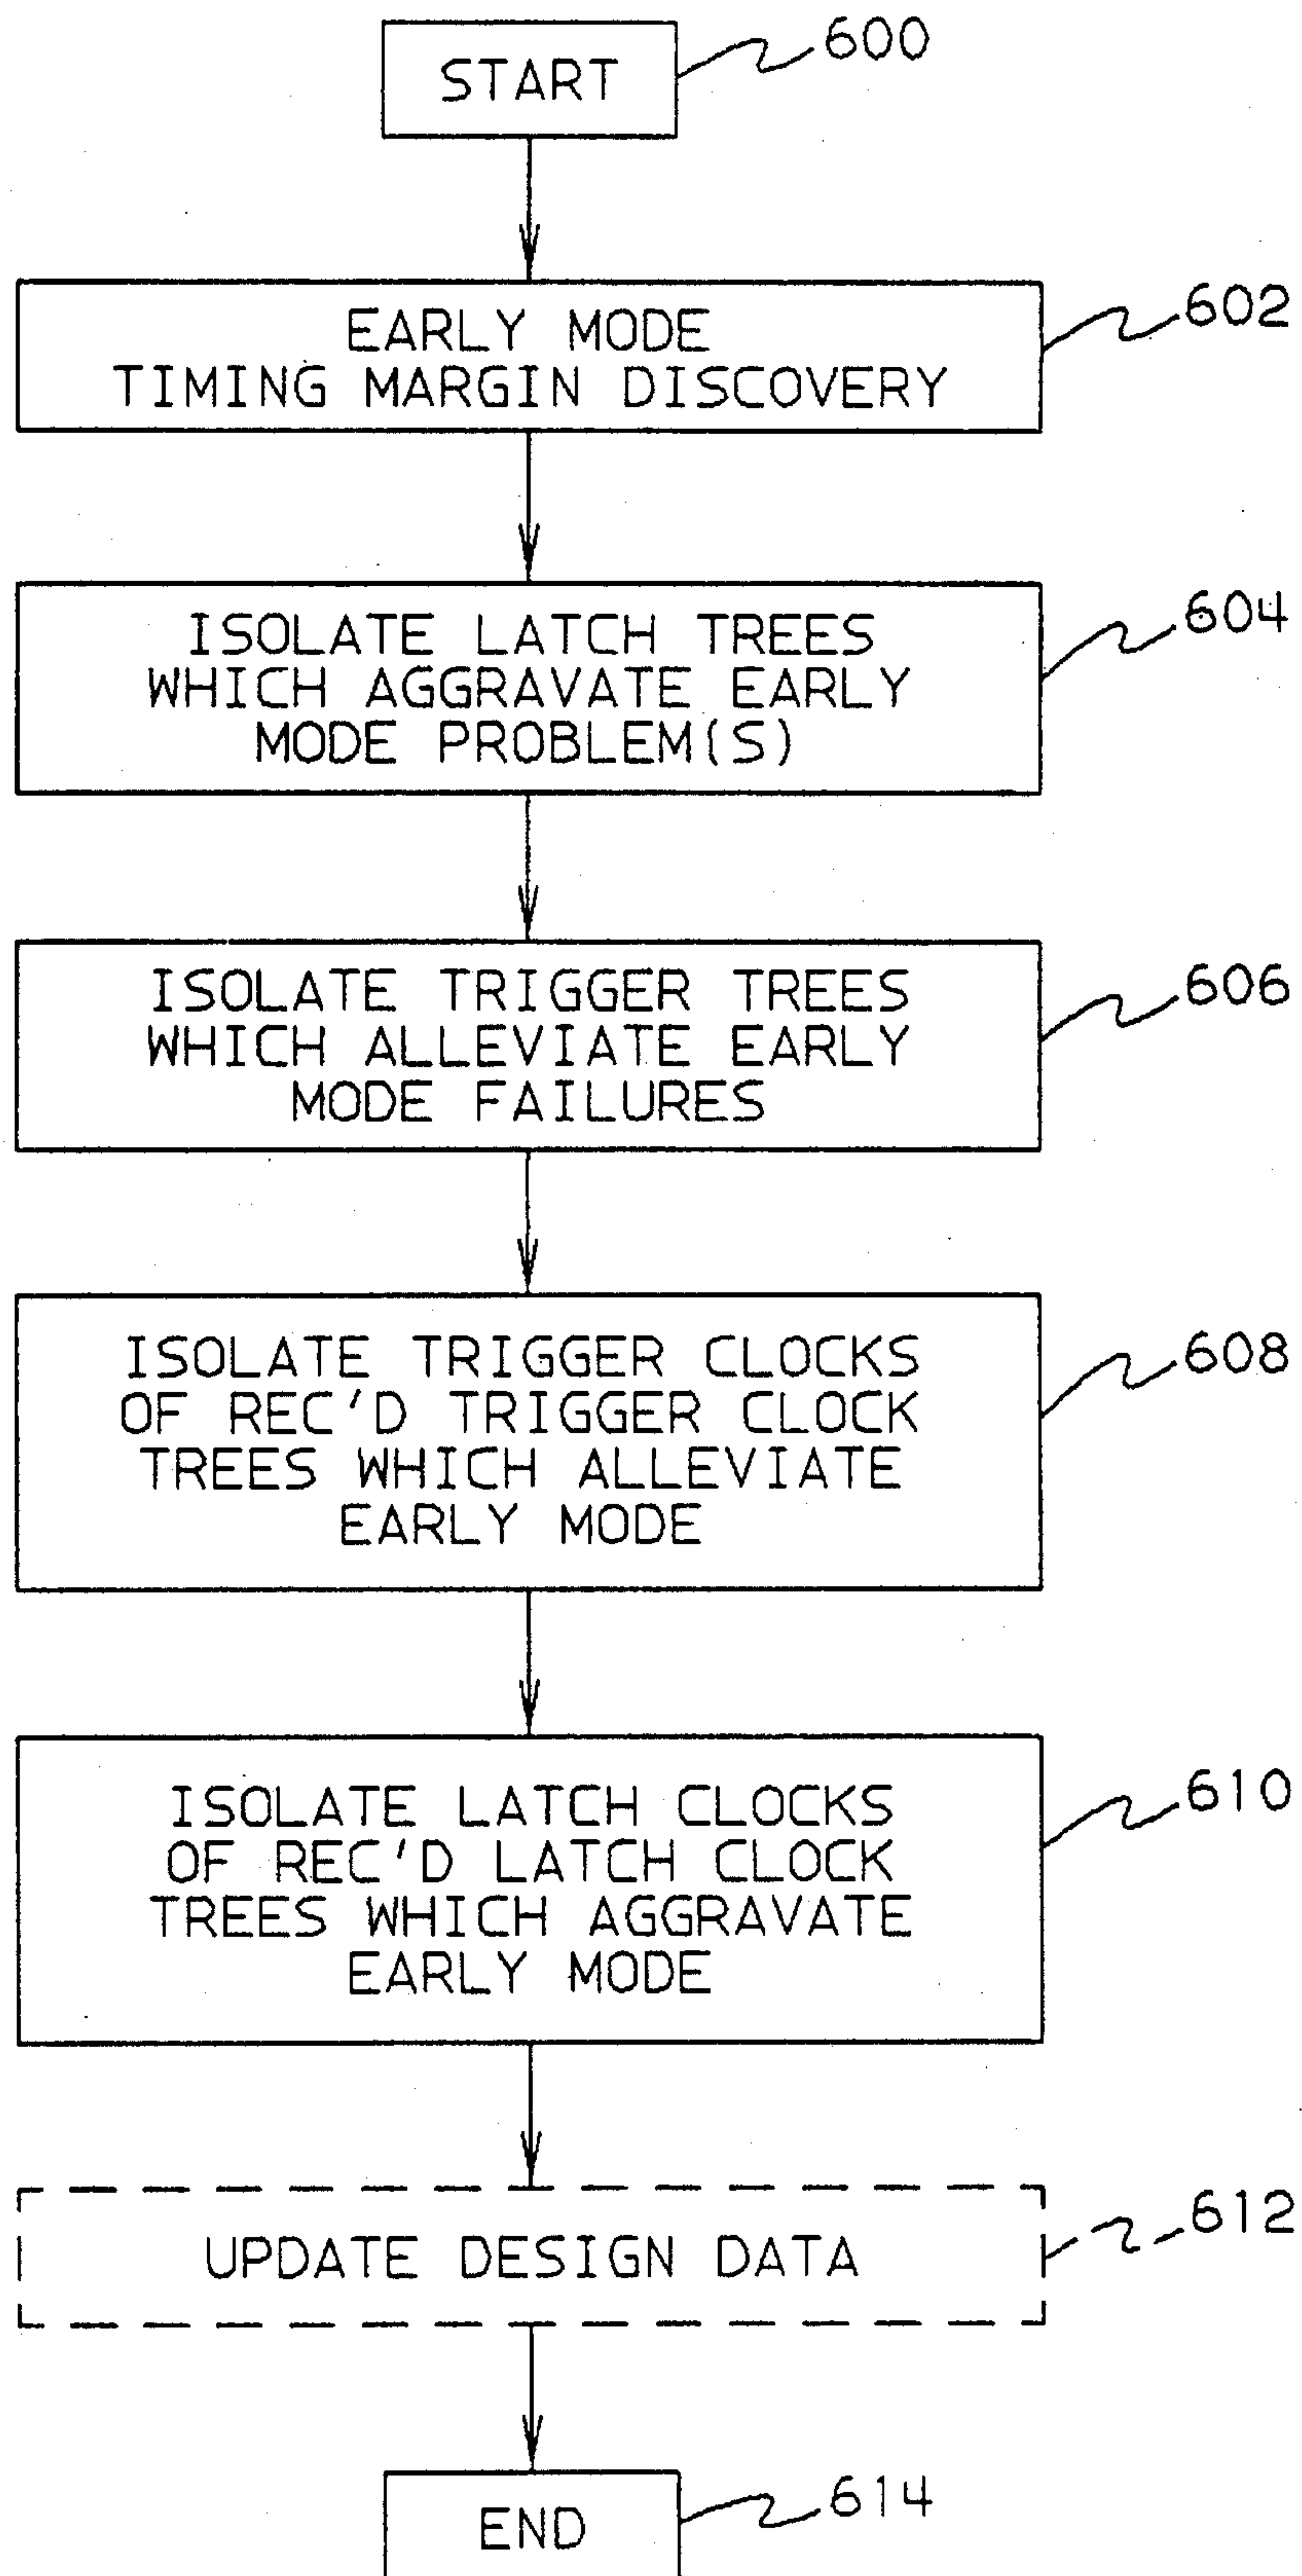 START
600
EARLY MODE
TIMING MARGIN DISCOVERY
602
ISOLATE LATCH TREES
WHICH AGGRAVATE EARLY
MODE PROBLEM(S)
604
ISOLATE TRIGGER TREES
WHICH ALLEVIATE EARLY
MODE FAILURES
606
ISOLATE TRIGGER CLOCKS
OF REC'D TRIGGER CLOCK
TREES WHICH ALLEVIATE
EARLY MODE
608
ISOLATE LATCH CLOCKS
OF REC'D LATCH CLOCK
TREES WHICH AGGRAVATE
EARLY MODE
610
UPDATE DESIGN DATA
612
END
614